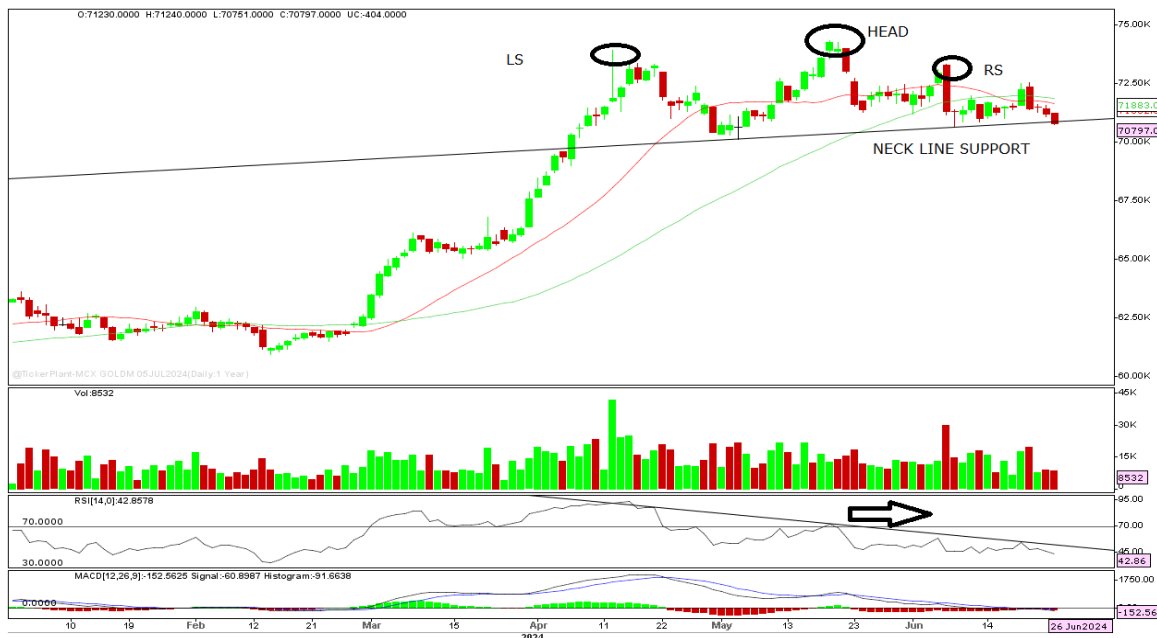 O:71230.0000 H:71240.0000 L:70751.0000 C:70797.0000 UC:-404.0000
75.00K
HEAD
LS
RS
72.50K
71883.0
70797.0
70.00K
NECK LINE SUPPORT
67.50K
65.00K
62.50K
@TickerPlant-MCX GOLDM 05JUL2024(Daily:1 Year)
60.00K
Vol:8532
45K
30K
15K
8532
0
RSI[14,0]:42.8578
95.00
70.0000
70.00
45.00
30.0000
42.86
MACD[12,26,9]:-152.5625 Signal:-60.8987 Histogram:-91.6638
1750.00
0.0000
-152.56
10 19 Feb 12 21 Mar 15 Apr 11 22 May 13 23 Jun 14 26 Jun2024
2024